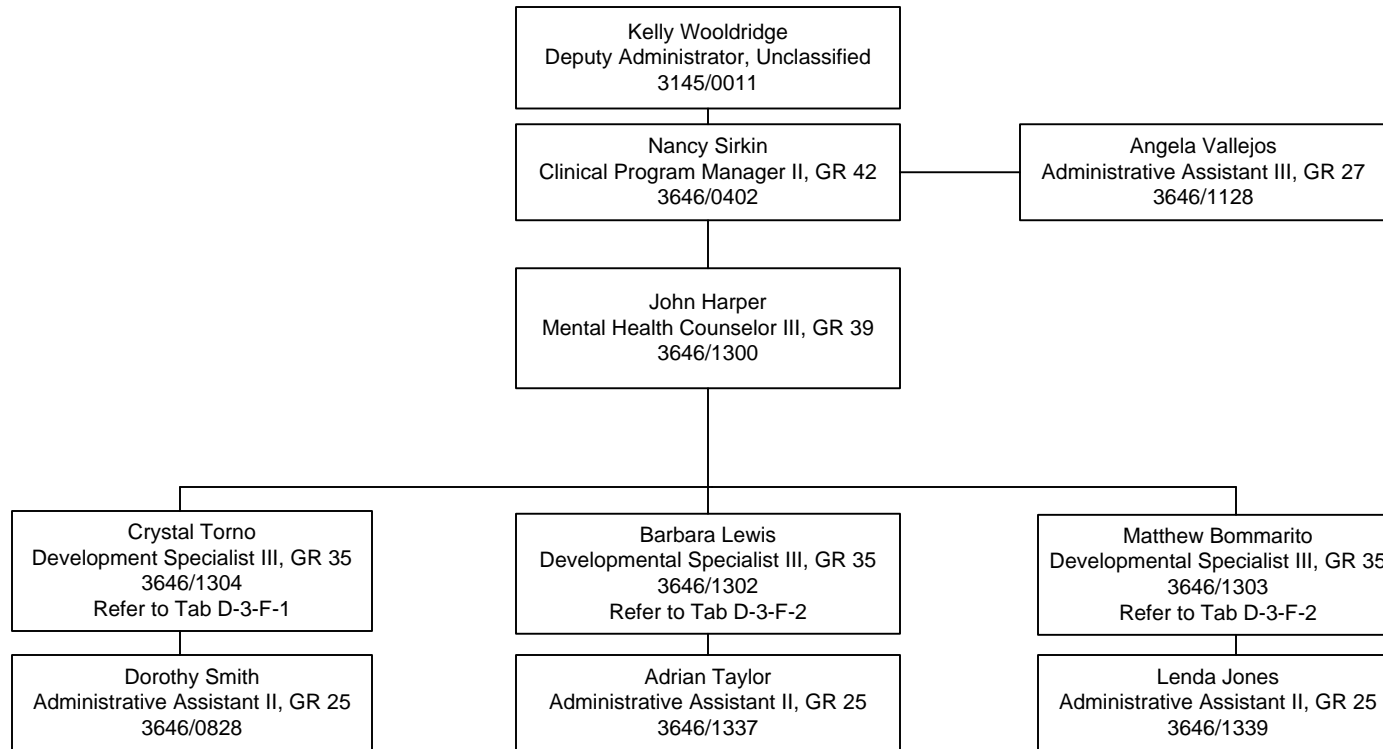 Kelly Wooldridge
Deputy Administrator, Unclassified
3145/0011
Nancy Sirkin
Clinical Program Manager II, GR 42
3646/0402
Angela Vallejos
Administrative Assistant III, GR 27
3646/1128
John Harper
Mental Health Counselor III, GR 39
3646/1300
Crystal Torno
Development Specialist III, GR 35
3646/1304
Refer to Tab D-3-F-1
Barbara Lewis
Developmental Specialist III, GR 35
3646/1302
Refer to Tab D-3-F-2
Matthew Bommarito
Developmental Specialist III, GR 35
3646/1303
Refer to Tab D-3-F-2
Dorothy Smith
Administrative Assistant II, GR 25
3646/0828
Adrian Taylor
Administrative Assistant II, GR 25
3646/1337
Lenda Jones
Administrative Assistant II, GR 25
3646/1339